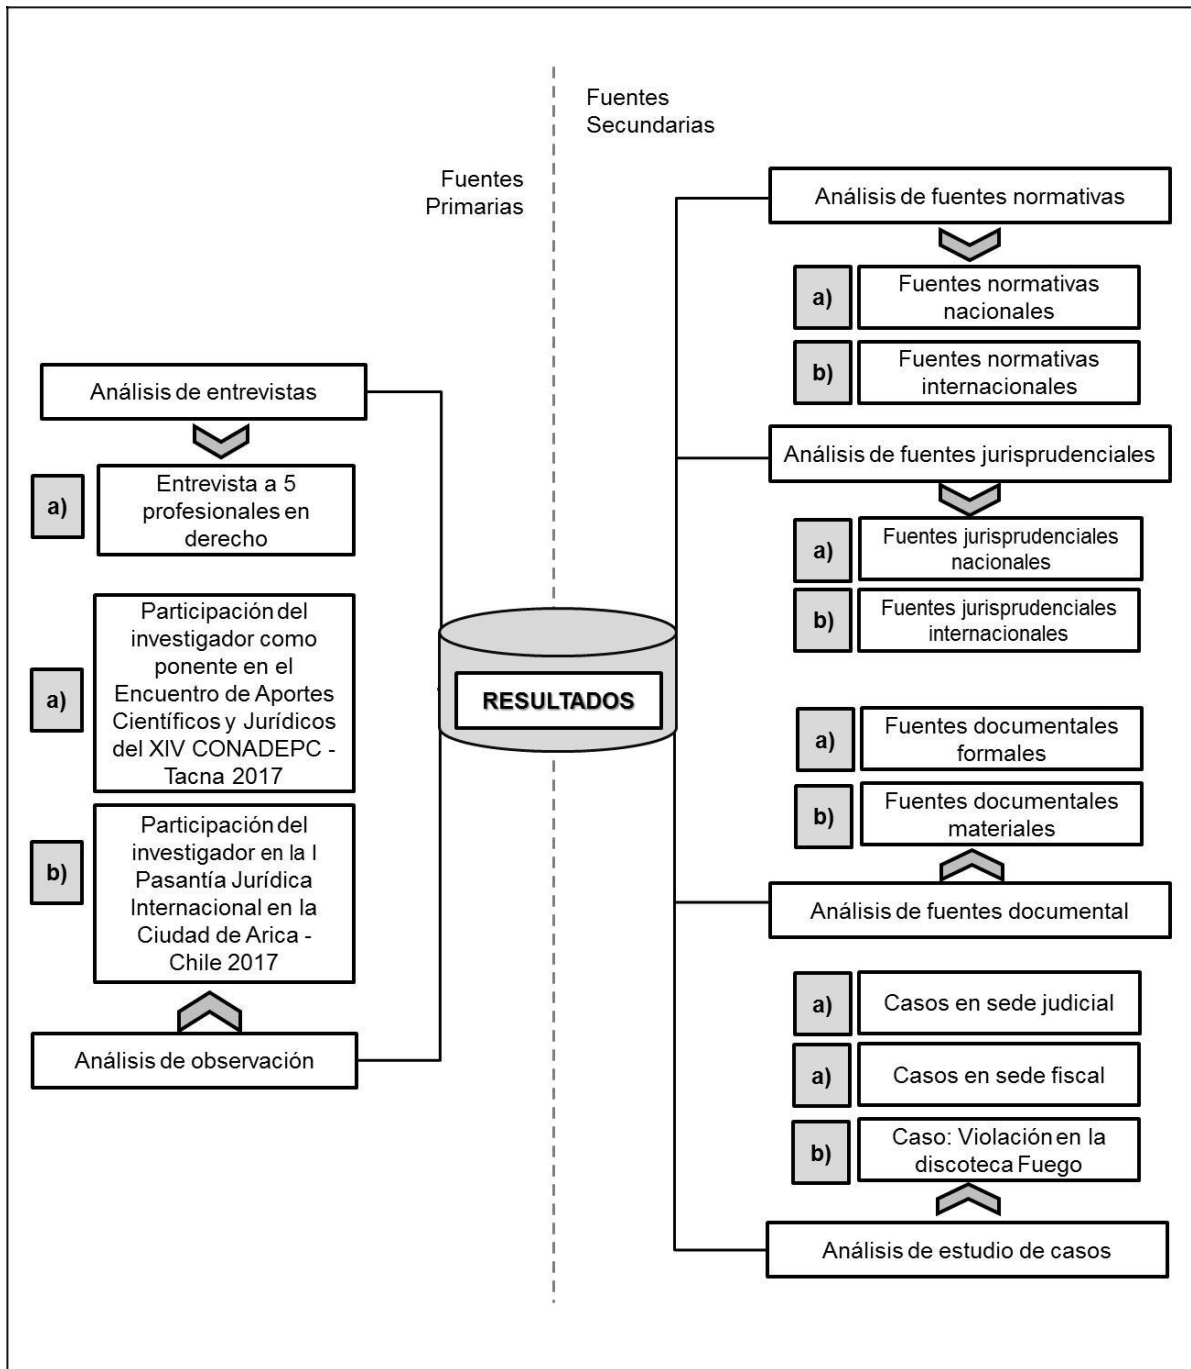 Fuentes
Primarias
Análisis de entrevistas
a)
Entrevista a 5
profesionales en
derecho
a)
Participación del
investigador como
ponente en el
Encuentro de Aportes
Científicos y Jurídicos
del XIV CONADEPC -
Tacna 2017
b)
Participación del
investigador en la I
Pasantía Jurídica
Internacional en la
Ciudad de Arica -
Chile 2017
Análisis de observación
RESULTADOS
Fuentes
Secundarias
Análisis de fuentes normativas
a)
Fuentes normativas
nacionales
b)
Fuentes normativas
internacionales
Análisis de fuentes jurisprudenciales
a)
Fuentes jurisprudenciales
nacionales
b)
Fuentes jurisprudenciales
internacionales
a)
Fuentes documentales
formales
b)
Fuentes documentales
materiales
Análisis de fuentes documental
a)
Casos en sede judicial
a)
Casos en sede fiscal
b)
Caso: Violación en la
discoteca Fuego
Análisis de estudio de casos